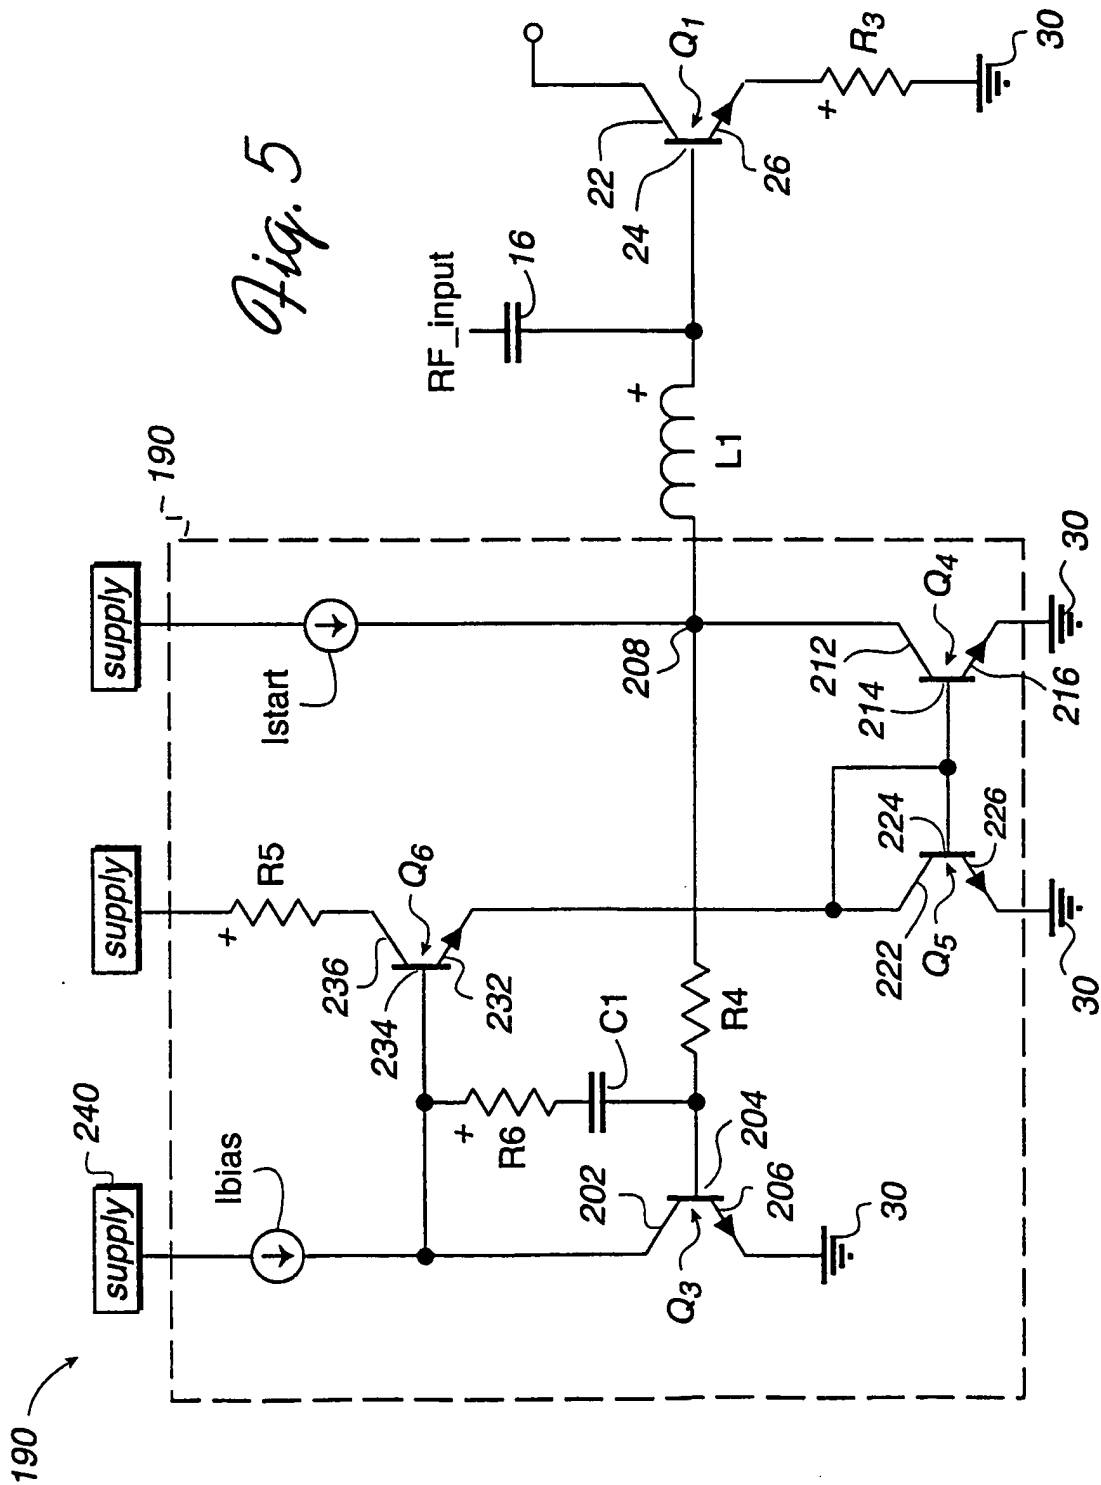 Fig. 5
190
supply
240
supply
supply
190
Ibias
R5
Istart
RF_input
16
236
234
Q6
232
R6
C1
202
204
206
Q3
30
R4
208
L1
22
24
Q1
26
R3
30
222
224
Q5
226
30
212
214
Q4
216
30
+
+
+
+